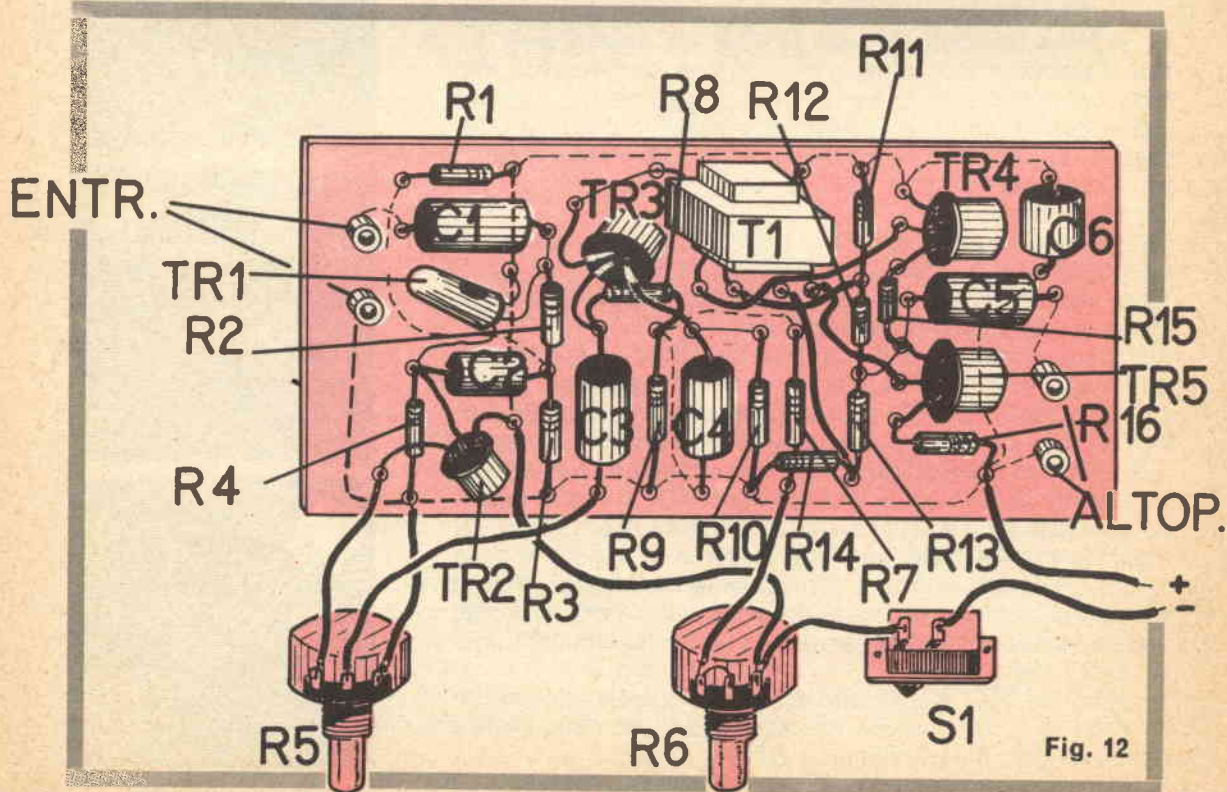 R11
R8 R12
R1
ENTR.
C1
TR3
T1
TR4
C6
TR1
R2
C5
R15
TR5
C2
C3
C4
R16
R4
ALTOP.
TR2
R3
R9
R10
R14
R7
R13
+
-
R5
R6
S1
Fig. 12